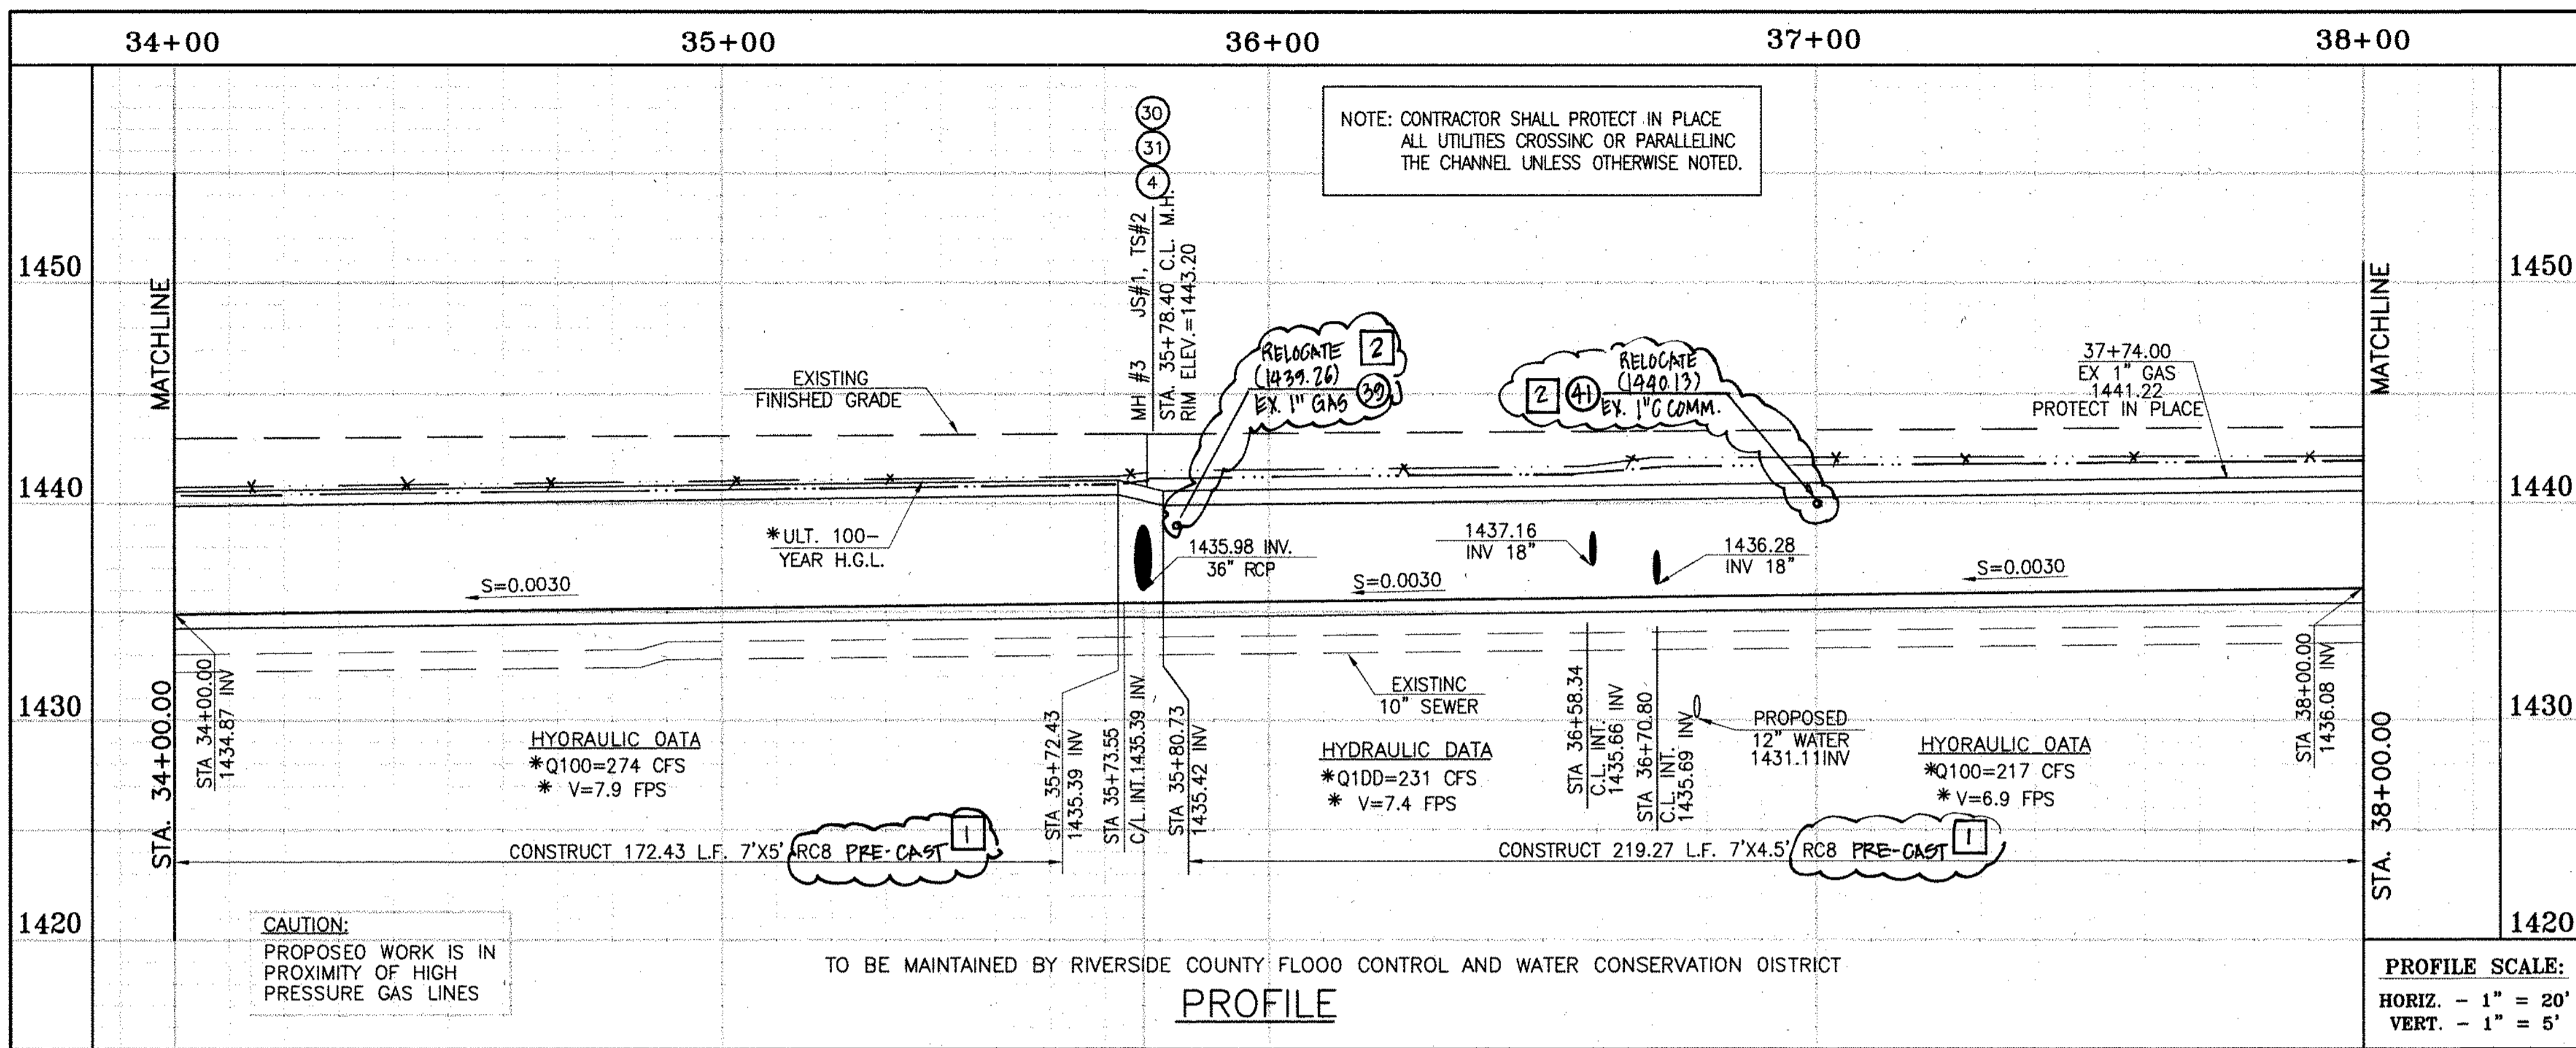 34+00 35+00 36+00 37+00 38+00
30
31
4
MH #3 JS#1, TS#2
STA. 35+78.40 C.L. M.H.
RIM ELEV.=1443.20
NOTE: CONTRACTOR SHALL PROTECT IN PLACE
ALL UTILITIES CROSSINC OR PARALLELINC
THE CHANNEL UNLESS OTHERWISE NOTED.
1450
1440
1430
1420
1450
1440
1430
1420
MATCHLINE
STA. 34+00.00
MATCHLINE
STA. 38+00.00
EXISTING
FINISHED GRADE
RELOCATE 2
(1439.26)
EX. 1" GAS 39
RELOCATE
(1440.13)
2 41 EX. 1"C COMM.
37+74.00
EX 1" GAS
1441.22
PROTECT IN PLACE
*ULT. 100-
YEAR H.G.L.
1435.98 INV.
36" RCP
1437.16
INV 18"
1436.28
INV 18"
S=0.0030
S=0.0030
S=0.0030
STA 34+00.00
1434.87 INV
EXISTINC
10" SEWER
STA 35+72.43
1435.39 INV
STA 35+73.55
C/L INT.1435.39 INV
STA 35+80.73
1435.42 INV
STA 36+58.34
C.L. INT.
1435.66 INV
STA 36+70.80
C.L. INT.
1435.69 INV
PROPOSED
12" WATER
1431.11INV
STA 38+00.00
1436.08 INV
HYORAULIC OATA
*Q100=274 CFS
* V=7.9 FPS
HYDRAULIC DATA
*Q1DD=231 CFS
* V=7.4 FPS
HYORAULIC OATA
*Q100=217 CFS
* V=6.9 FPS
CONSTRUCT 172.43 L.F. 7'X5' RC8 PRE-CAST 1
CONSTRUCT 219.27 L.F. 7'X4.5' RC8 PRE-CAST 1
CAUTION:
PROPOSEO WORK IS IN
PROXIMITY OF HIGH
PRESSURE GAS LINES
TO BE MAINTAINED BY RIVERSIDE COUNTY FLOOO CONTROL AND WATER CONSERVATION OISTRICT
PROFILE
PROFILE SCALE:
HORIZ. - 1" = 20'
VERT. - 1" = 5'